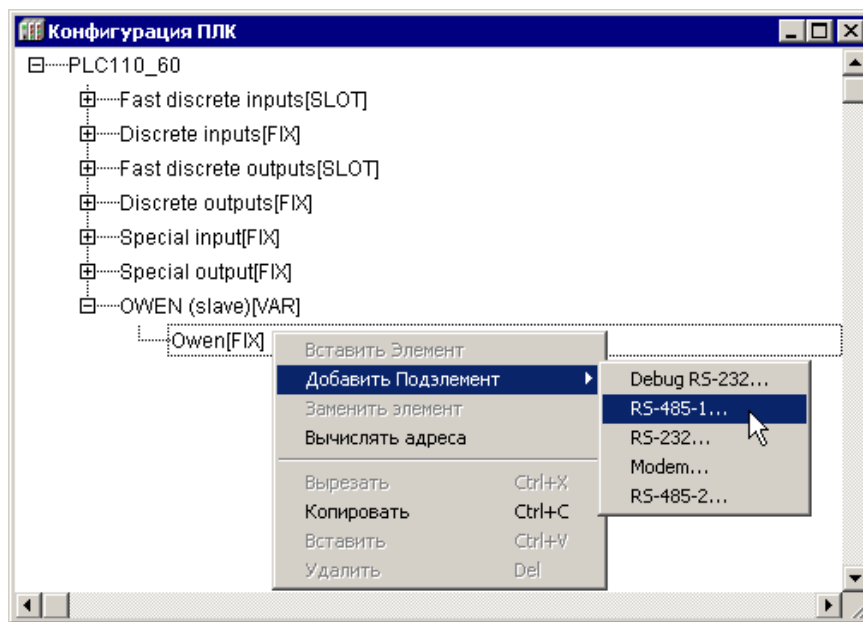 Конфигурация ПЛК
PLC110_60
Fast discrete inputs[SLOT]
Discrete inputs[FIX]
Fast discrete outputs[SLOT]
Discrete outputs[FIX]
Special input[FIX]
Special output[FIX]
OWEN (slave)[VAR]
Owen[FIX]
Вставить Элемент
Добавить Подэлемент
Заменить элемент
Вычислять адреса
Вырезать Ctrl+X
Копировать Ctrl+C
Вставить Ctrl+V
Удалить Del
Debug RS-232...
RS-485-1...
RS-232...
Modem...
RS-485-2...